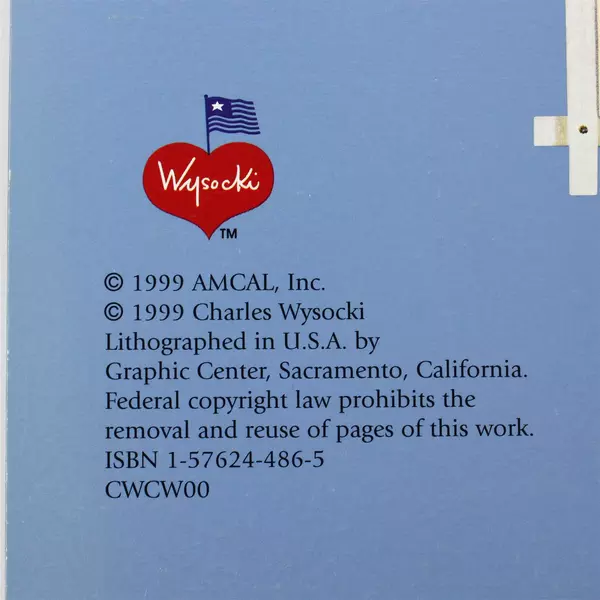 Wysocki
TM
© 1999 AMCAL, Inc.
© 1999 Charles Wysocki
Lithographed in U.S.A. by
Graphic Center, Sacramento, California.
Federal copyright law prohibits the
removal and reuse of pages of this work.
ISBN 1-57624-486-5
CWCW00